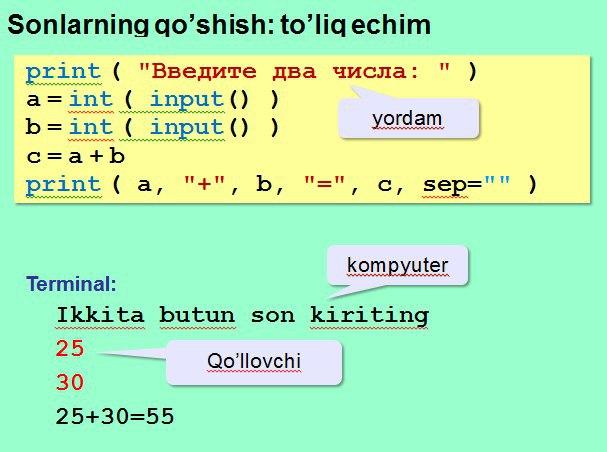 Sonlarning qo’shish: to’liq echim
print ( "Введите два числа: " )
a = int ( input() )
yordam
b = int ( input() )
c = a + b
print ( a, "+", b, "=", c, sep="" )
kompyuter
Terminal:
Ikkita butun son kiriting
25
Qo’llovchi
30
25+30=55